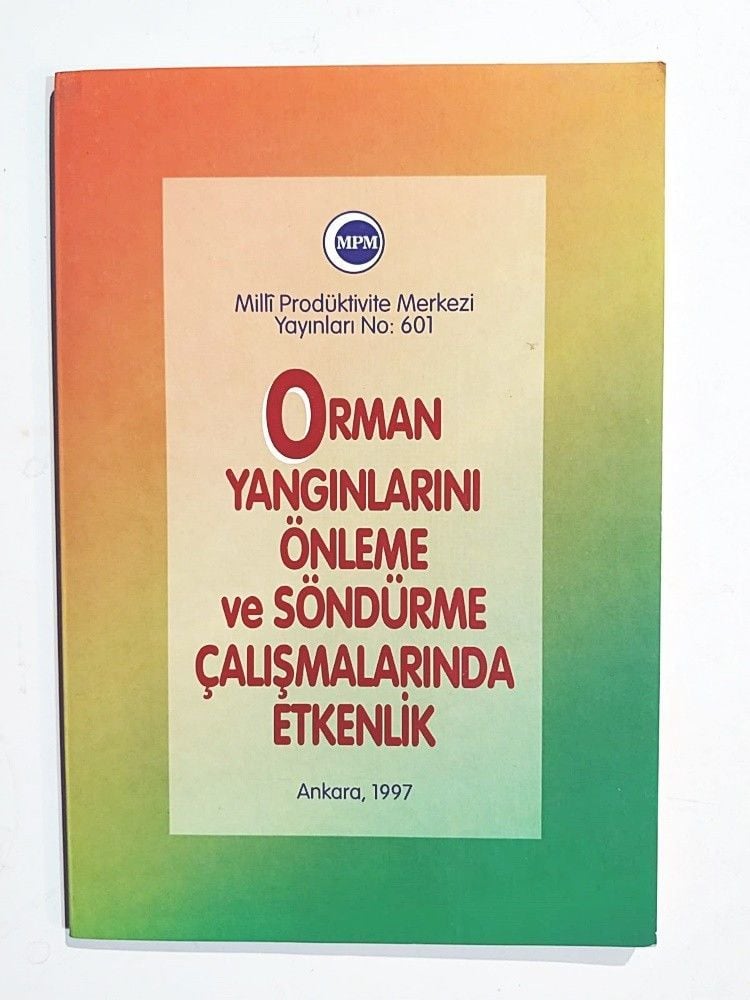 MPM
Millî Prodüktivite Merkezi
Yayınları No: 601
ORMAN
YANGINLARINI
ÖNLEME
ve SÖNDÜRME
ÇALIŞMALARINDA
ETKENLİK
Ankara, 1997